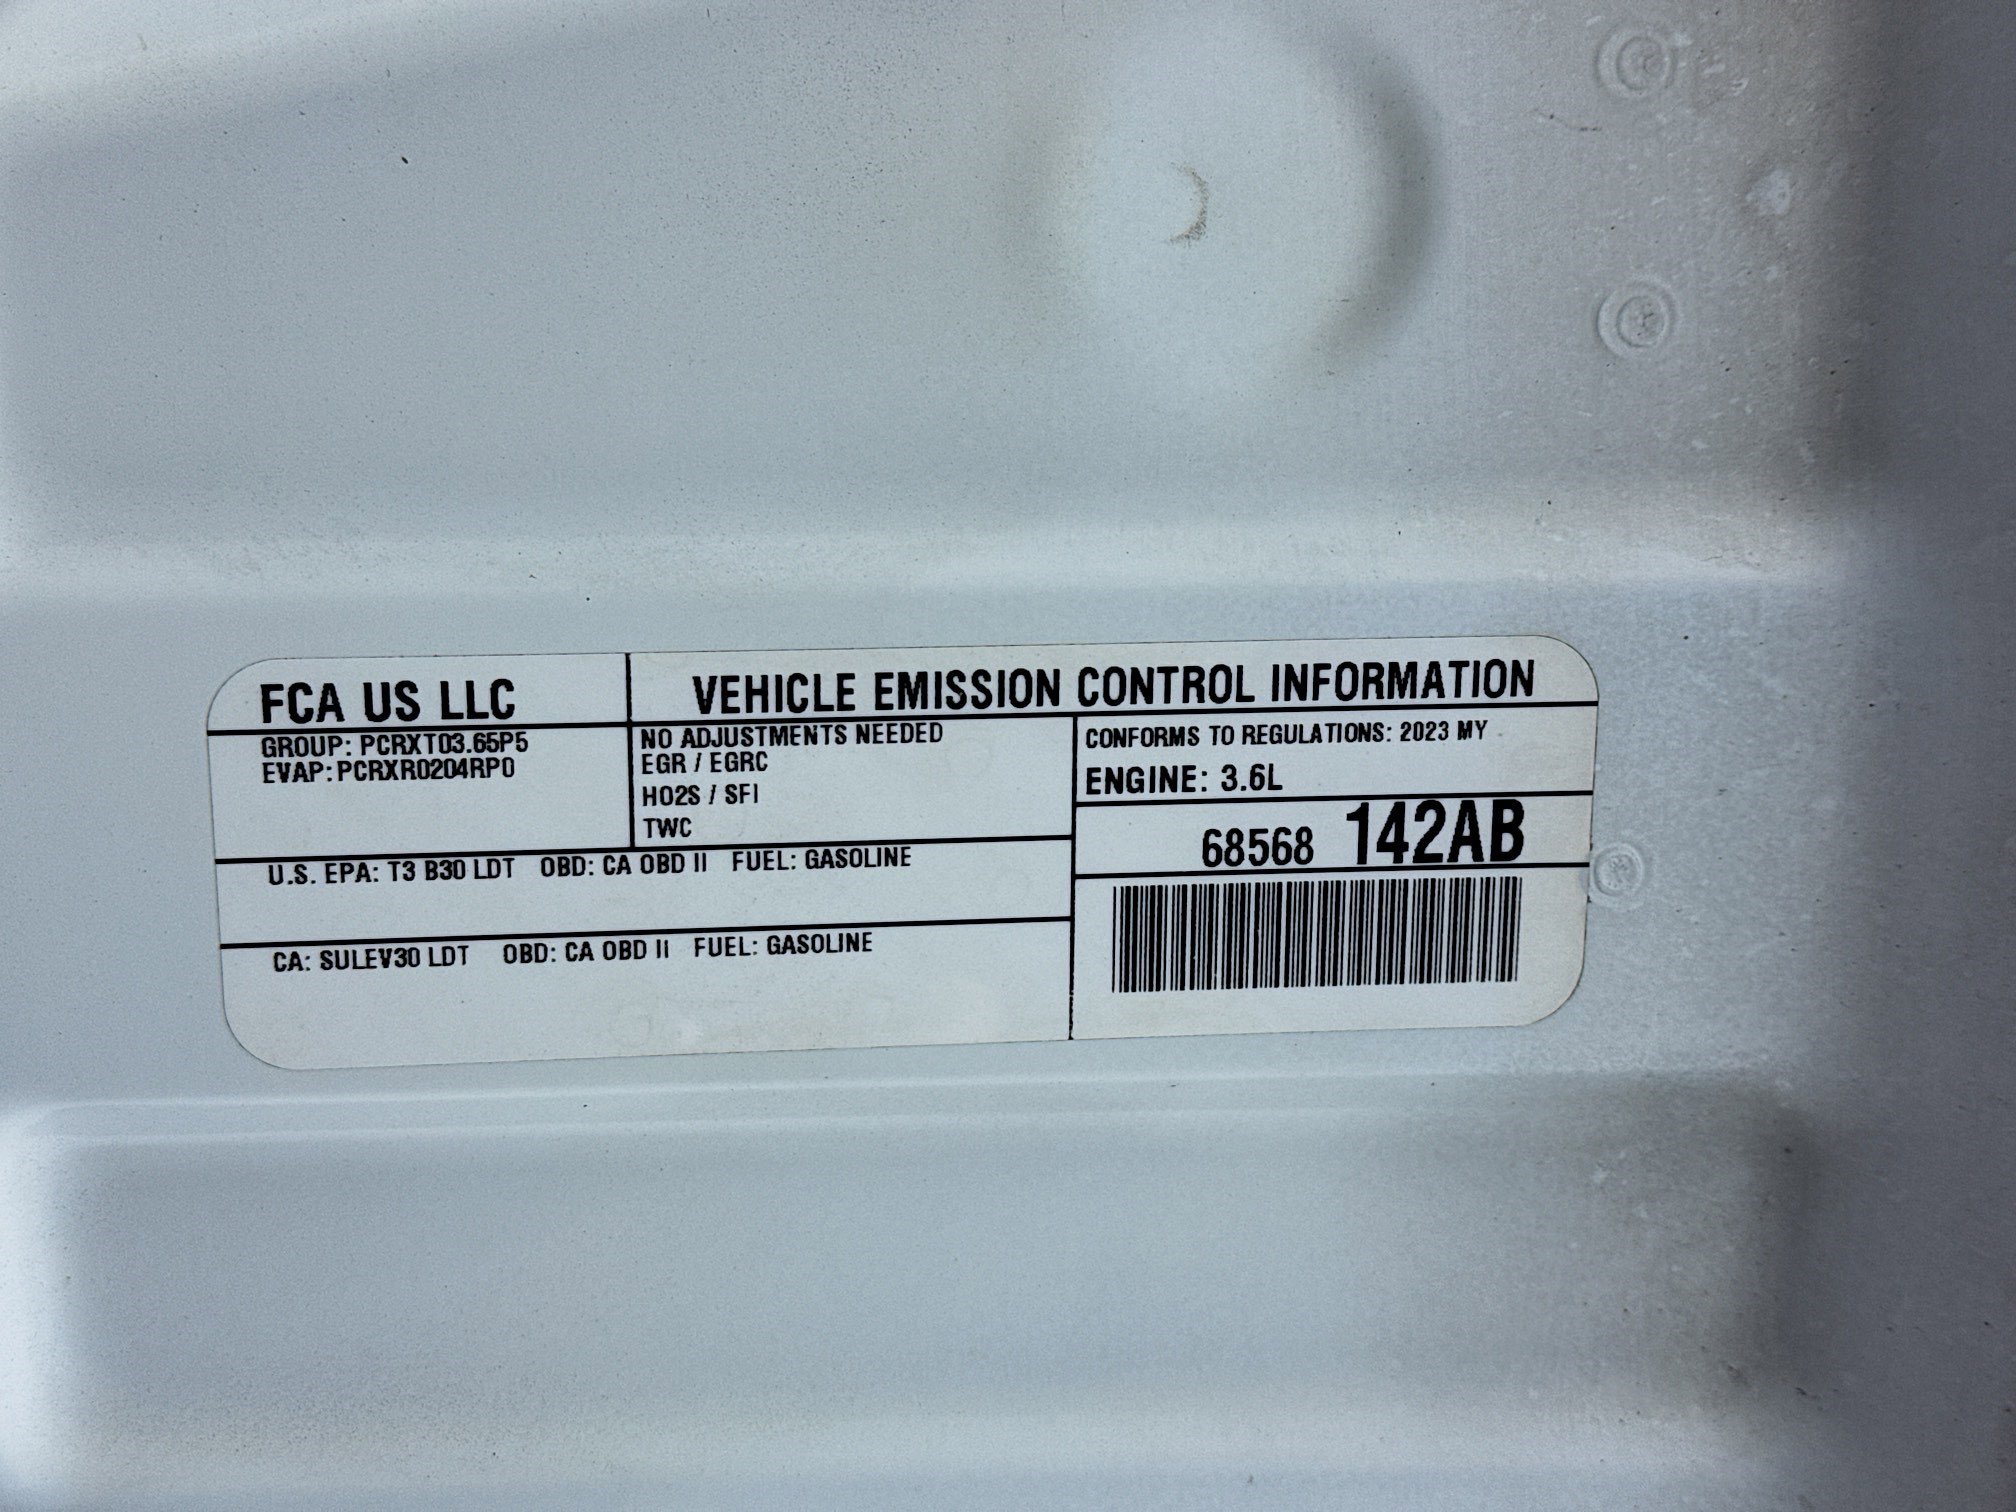 FCA US LLC
VEHICLE EMISSION CONTROL INFORMATION
GROUP: PCRXT03.65P5
EVAP: PCRXR0204RP0
NO ADJUSTMENTS NEEDED
EGR / EGRC
HO2S / SFI
TWC
CONFORMS TO REGULATIONS: 2023 MY
ENGINE: 3.6L
68568 142AB
U.S. EPA: T3 B30 LDT OBD: CA OBD II FUEL: GASOLINE
CA: SULEV30 LDT OBD: CA OBD II FUEL: GASOLINE